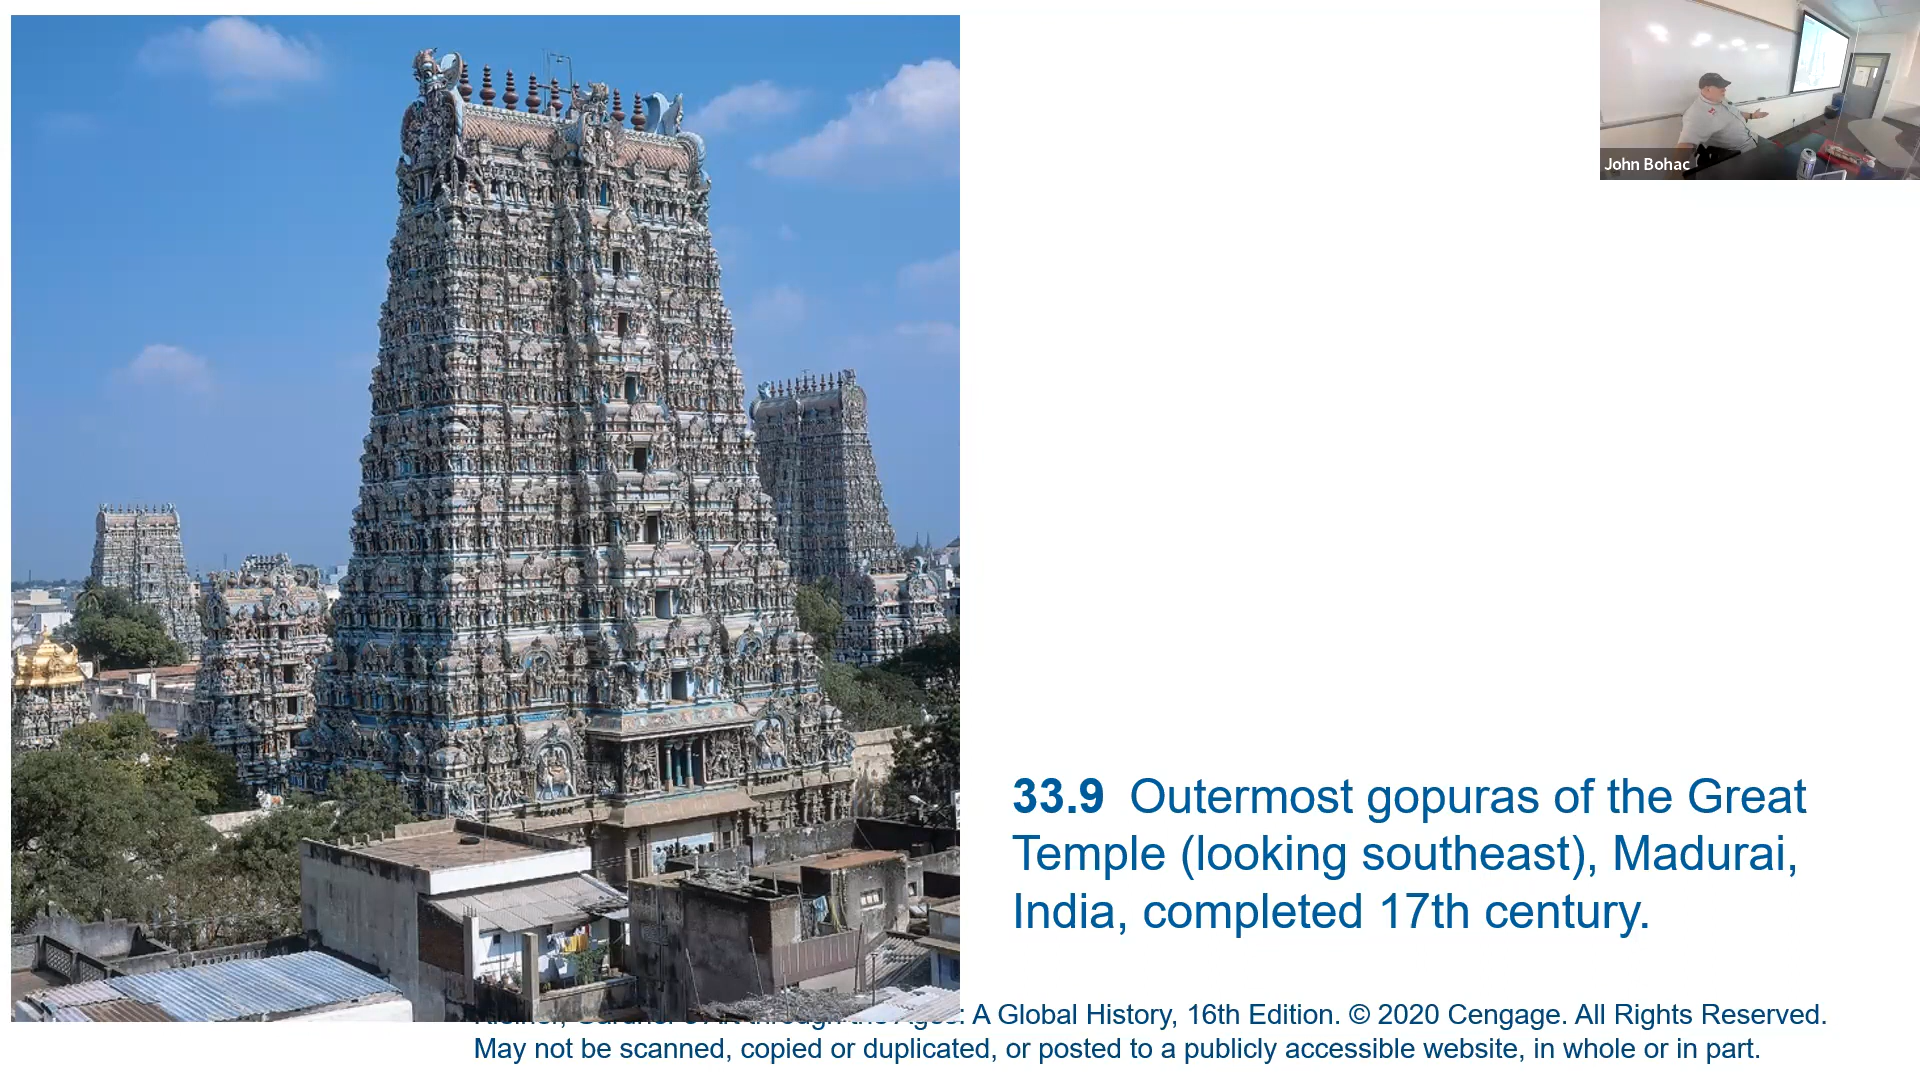 John Bohac
33.9 Outermost gopuras of the Great
Temple (looking southeast), Madurai,
India, completed 17th century.
A Global History, 16th Edition. © 2020 Cengage. All Rights Reserved.
May not be scanned, copied or duplicated, or posted to a publicly accessible website, in whole or in part.